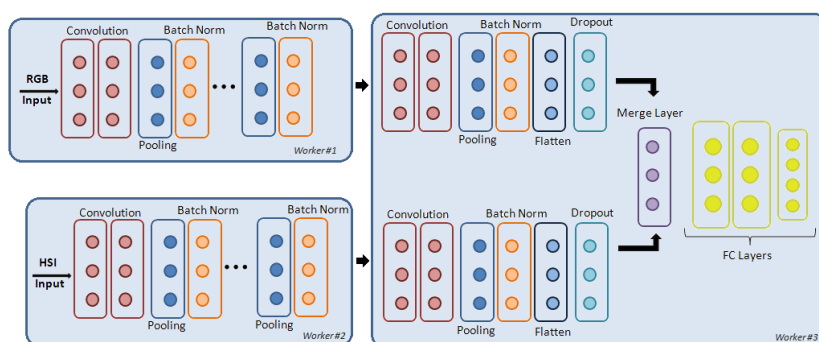 Convolution Batch Norm Batch Norm
RGB
Input
Pooling
Worker#1
Convolution Batch Norm Dropout
Pooling Flatten
Merge Layer
FC Layers
Convolution Batch Norm Batch Norm
HSI
Input
Pooling Pooling
Worker#2
Convolution Batch Norm Dropout
Pooling Flatten
Worker#3